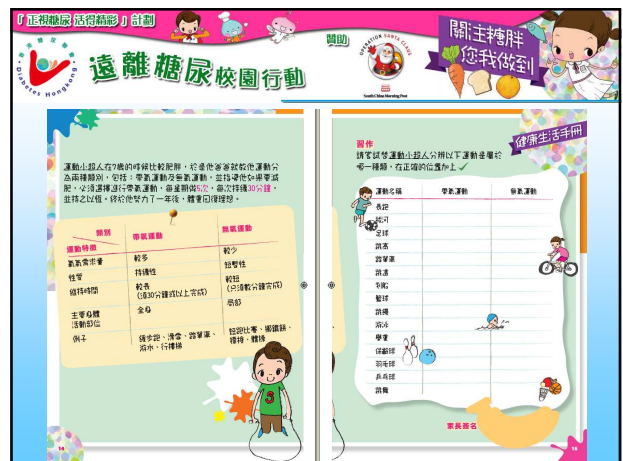 「正視糖尿 活得精彩」計劃
Diabetes Hongkong
遠離糖尿校園行動
贊助
OPERATION SANTA CLAUS
South China Morning Post
關注糖胖
您我做到
運動小超人在7歲的時候比較肥胖，於是他爸爸就教他運動分
為兩種類別，包括：帶氧運動及無氧運動，並指導他如果要減
肥，必須選擇進行帶氧運動，每星期做5次，每次持續30分鐘，
並持之以恆。終於他努力了一年後，體重回復理想。
類別 帶氧運動 無氧運動
運動特徵
氧氣需求量 較多 較少
性質 持續性 短暫性
維持時間 較長 較短
(須30分鐘或以上完成) (只須數分鐘完成)
主要身體 全身 局部
活動部位
例子 緩步跑、滑雪、踏單車、 短跑比賽、擲鐵餅、
游水、行樓梯 體操
14
健康生活手冊
習作
請嘗試替運動小超人分辨以下運動是屬於
哪一種類，在正確的位置加上✓
運動名稱 帶氧運動 無氧運動
長跑
足球
跳高
踏單車
跳遠
划船
籃球
跳繩
游水
舉重
保齡球
羽毛球
乒乓球
跳舞
家長簽名
15